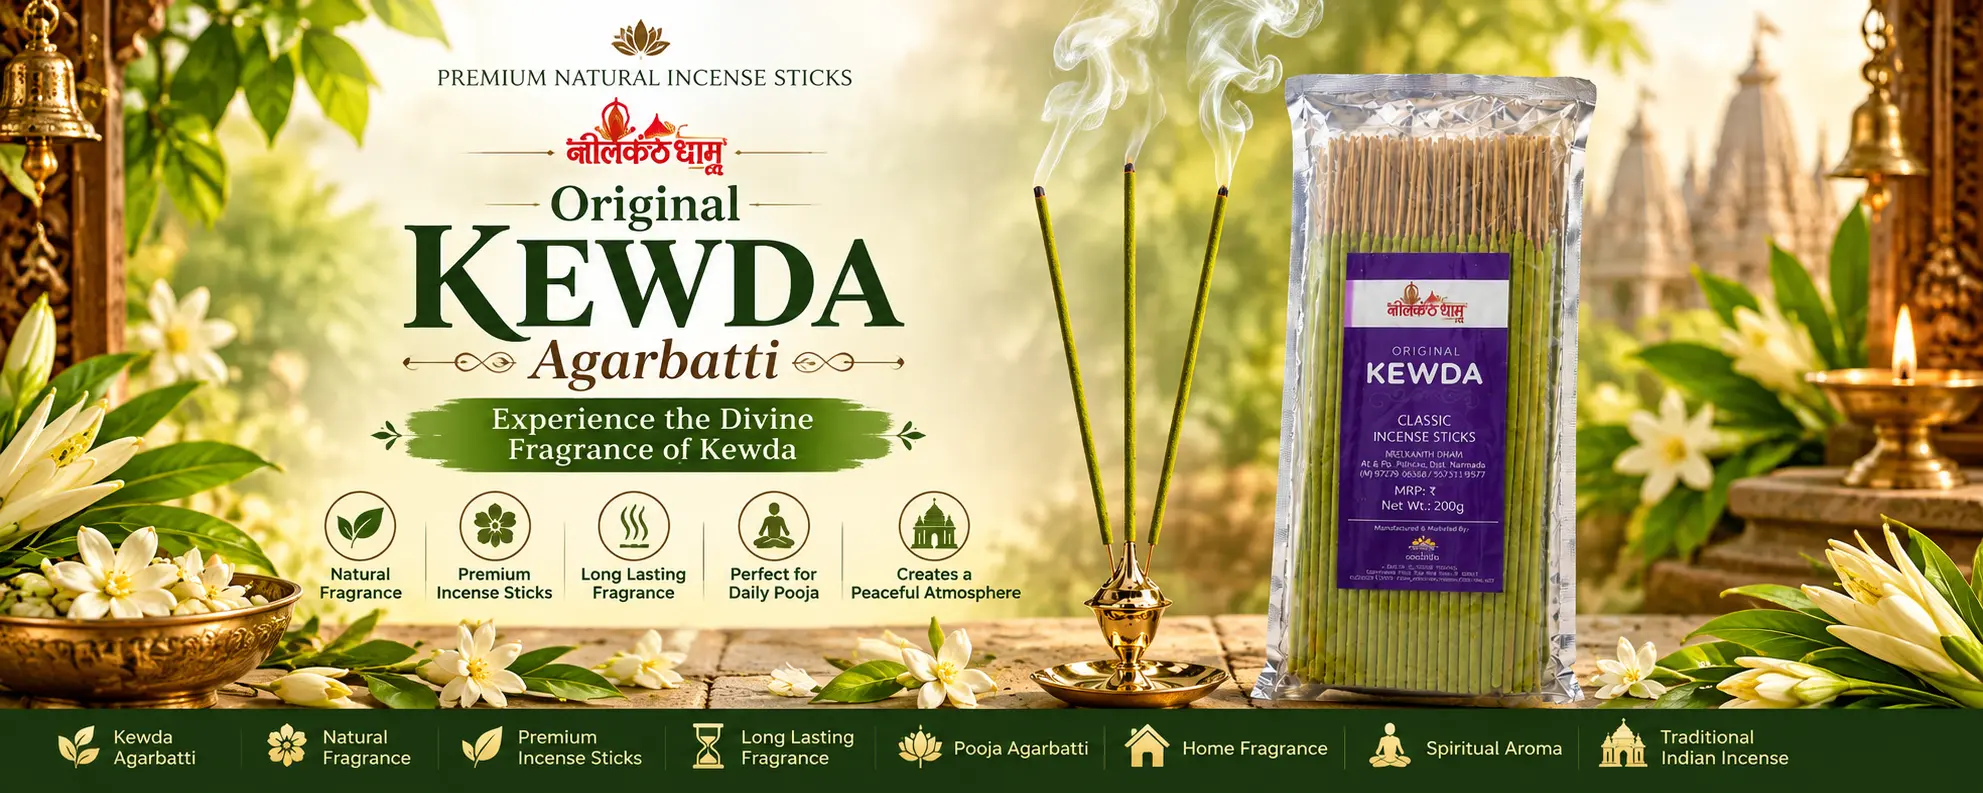 PREMIUM NATURAL INCENSE STICKS
नीलकंठ धाम
Original
KEWDA
Agarbatti
Experience the Divine
Fragrance of Kewda
Natural
Fragrance
Premium
Incense Sticks
Long Lasting
Fragrance
Perfect for
Daily Pooja
Creates a
Peaceful Atmosphere
नीलकंठ धाम
ORIGINAL
KEWDA
CLASSIC
INCENSE STICKS
NEELKANTH DHAM
Dist. Narmada
MRP: ₹
Net Wt.: 200g
Manufactured & Marketed By:
Kewda
Agarbatti
Natural
Fragrance
Premium
Incense Sticks
Long Lasting
Fragrance
Pooja Agarbatti
Home Fragrance
Spiritual Aroma
Traditional
Indian Incense